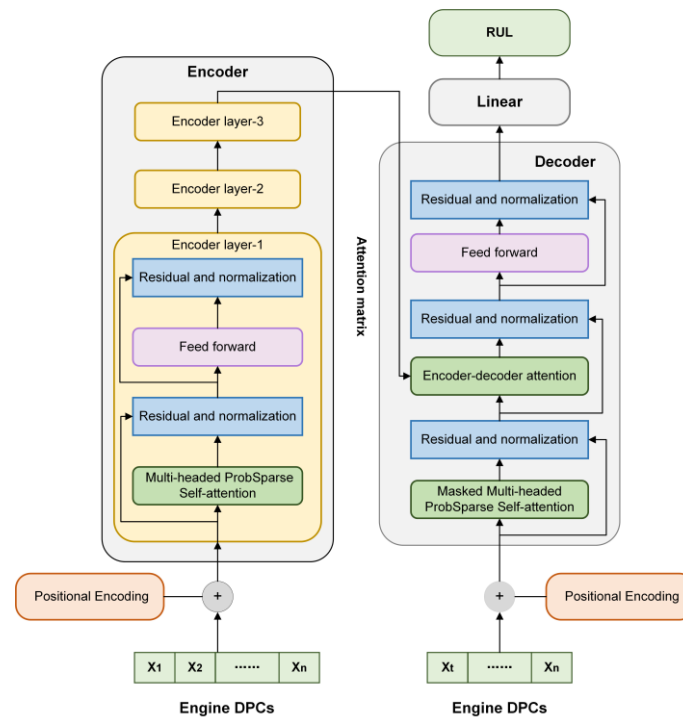 Encoder
Encoder layer-3
Encoder layer-2
Encoder layer-1
Residual and normalization
Feed forward
Residual and normalization
Multi-headed ProbSparse
Self-attention
Positional Encoding
+
X1 X2 ...... Xn
Engine DPCs
Attention matrix
RUL
Linear
Decoder
Residual and normalization
Feed forward
Residual and normalization
Encoder-decoder attention
Residual and normalization
Masked Multi-headed
ProbSparse Self-attention
+
Positional Encoding
Xt ...... Xn
Engine DPCs